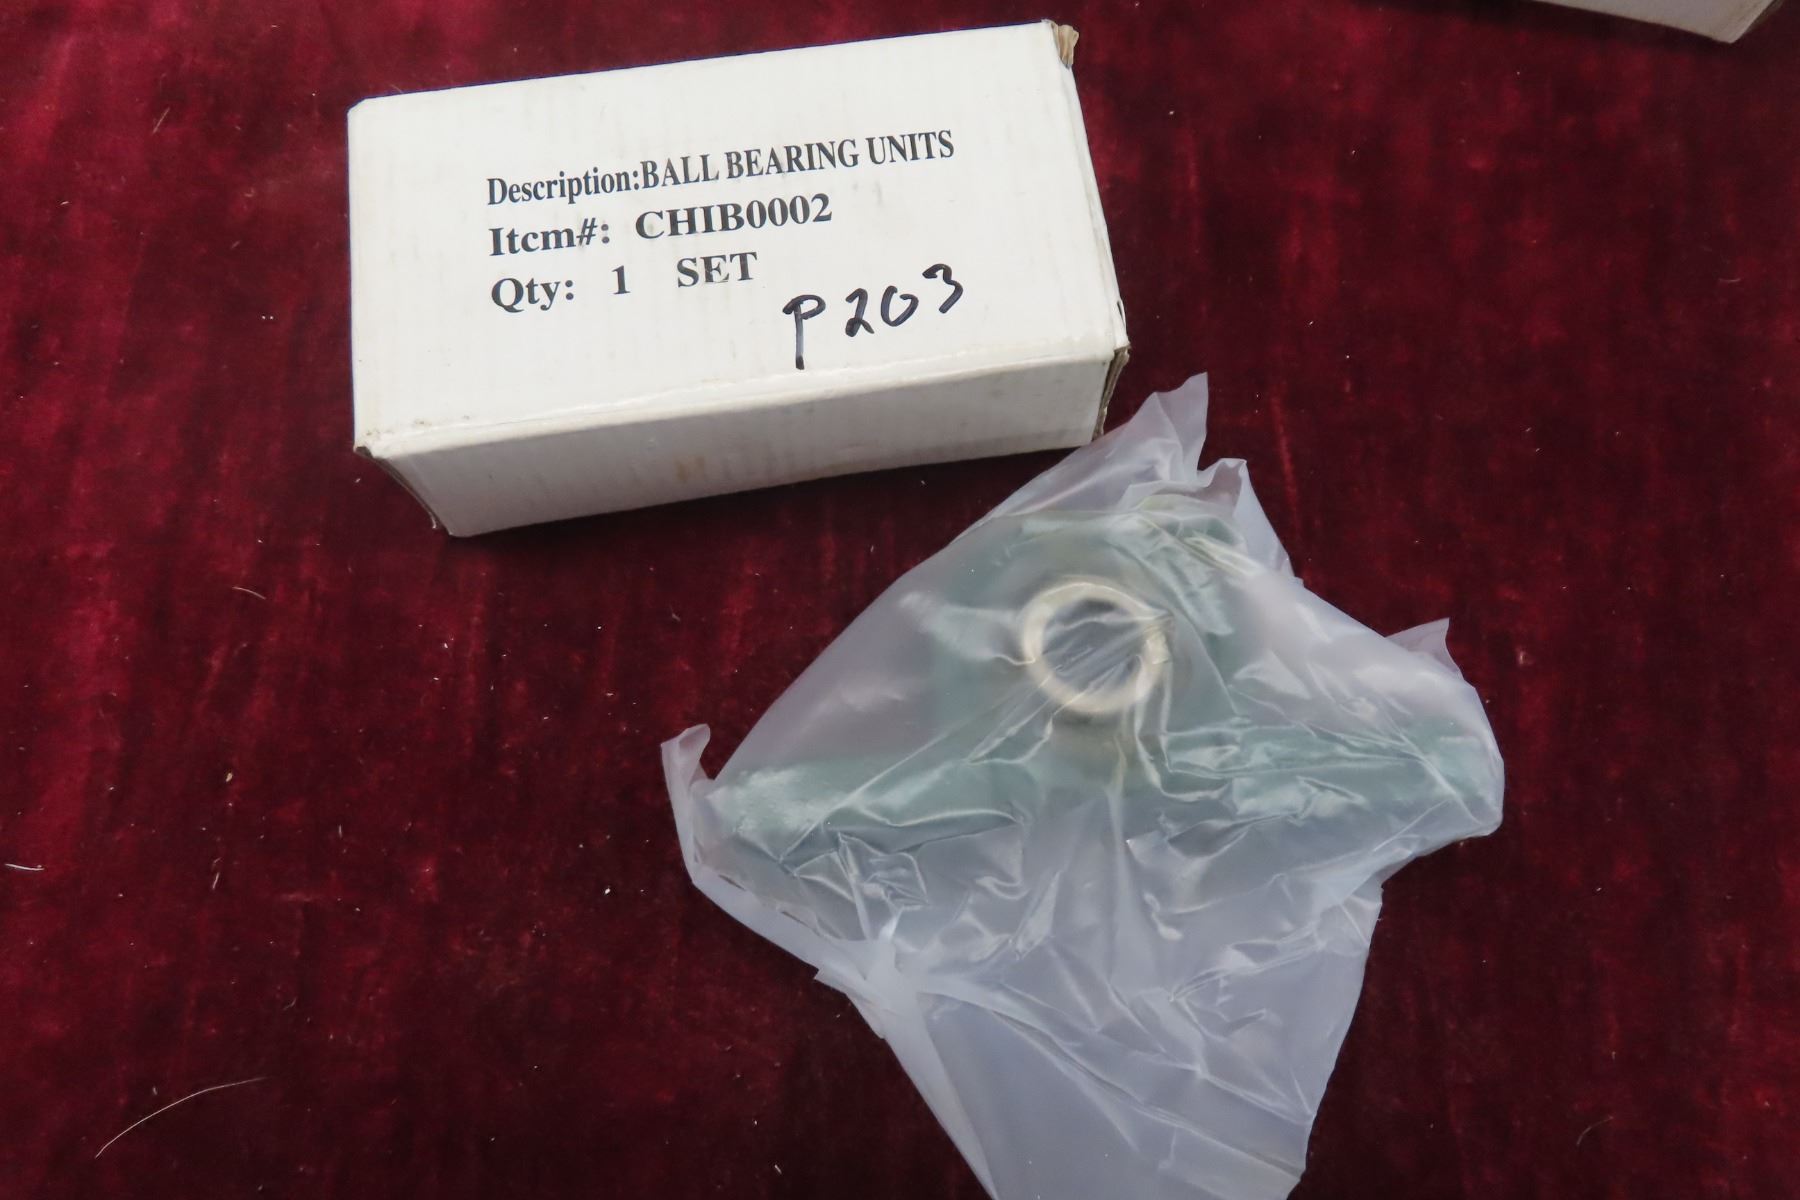 Description:BALL BEARING UNITS
Itcm#: CHIB0002
Qty: 1 SET
P203